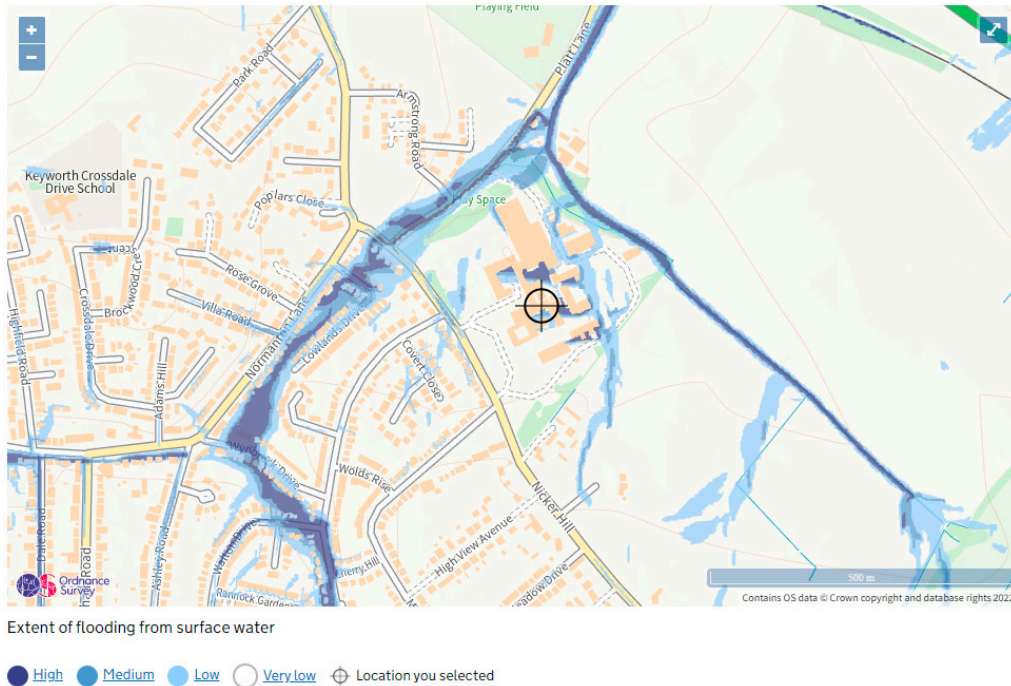 +
−
Playing Field
Platt Lane
Park Road
Armstrong Road
Keyworth Crossdale
Drive School
Poplars Close
Play Space
Brockwood Cres
cent
Crossdale Drive
Rose Grove
Villa Road
Highfield Road
Normanton Lane
Lowlands Drive
Adams Hill
Covert Close
Wynbreck Drive
Wolds Rise
Nicker Hill
Dale Road
Road
Ashley Road
Walton Drive
High View Avenue
Cherry Hill
Rannock Gardens
Meadow Drive
Ordnance
Survey
500 m
Contains OS data © Crown copyright and database rights 2022
Extent of flooding from surface water
High
Medium
Low
Very low
Location you selected